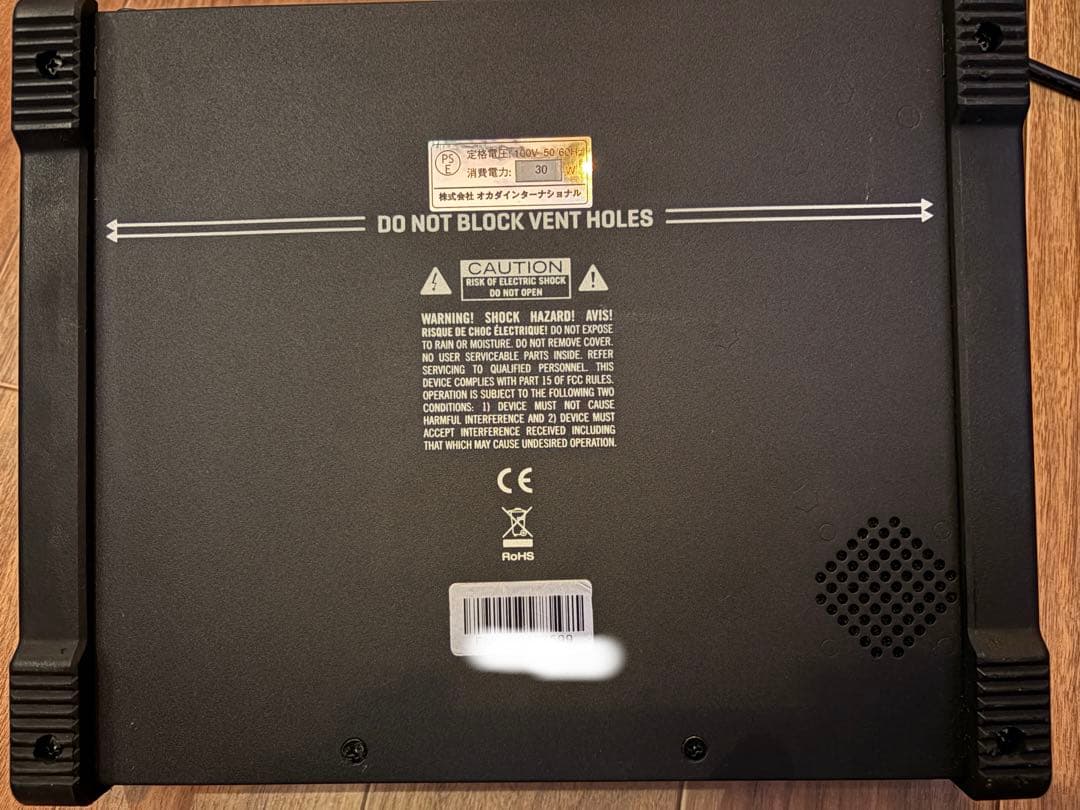 PS
E
定格電圧: 100V 50/60Hz
消費電力: 30 W
株式会社 オカダインターナショナル
DO NOT BLOCK VENT HOLES
CAUTION
RISK OF ELECTRIC SHOCK
DO NOT OPEN
WARNING! SHOCK HAZARD! AVIS!
RISQUE DE CHOC ÉLECTRIQUE! DO NOT EXPOSE
TO RAIN OR MOISTURE. DO NOT REMOVE COVER.
NO USER SERVICEABLE PARTS INSIDE. REFER
SERVICING TO QUALIFIED PERSONNEL. THIS
DEVICE COMPLIES WITH PART 15 OF FCC RULES.
OPERATION IS SUBJECT TO THE FOLLOWING TWO
CONDITIONS: 1) DEVICE MUST NOT CAUSE
HARMFUL INTERFERENCE AND 2) DEVICE MUST
ACCEPT INTERFERENCE RECEIVED INCLUDING
THAT WHICH MAY CAUSE UNDESIRED OPERATION.
CE
RoHS